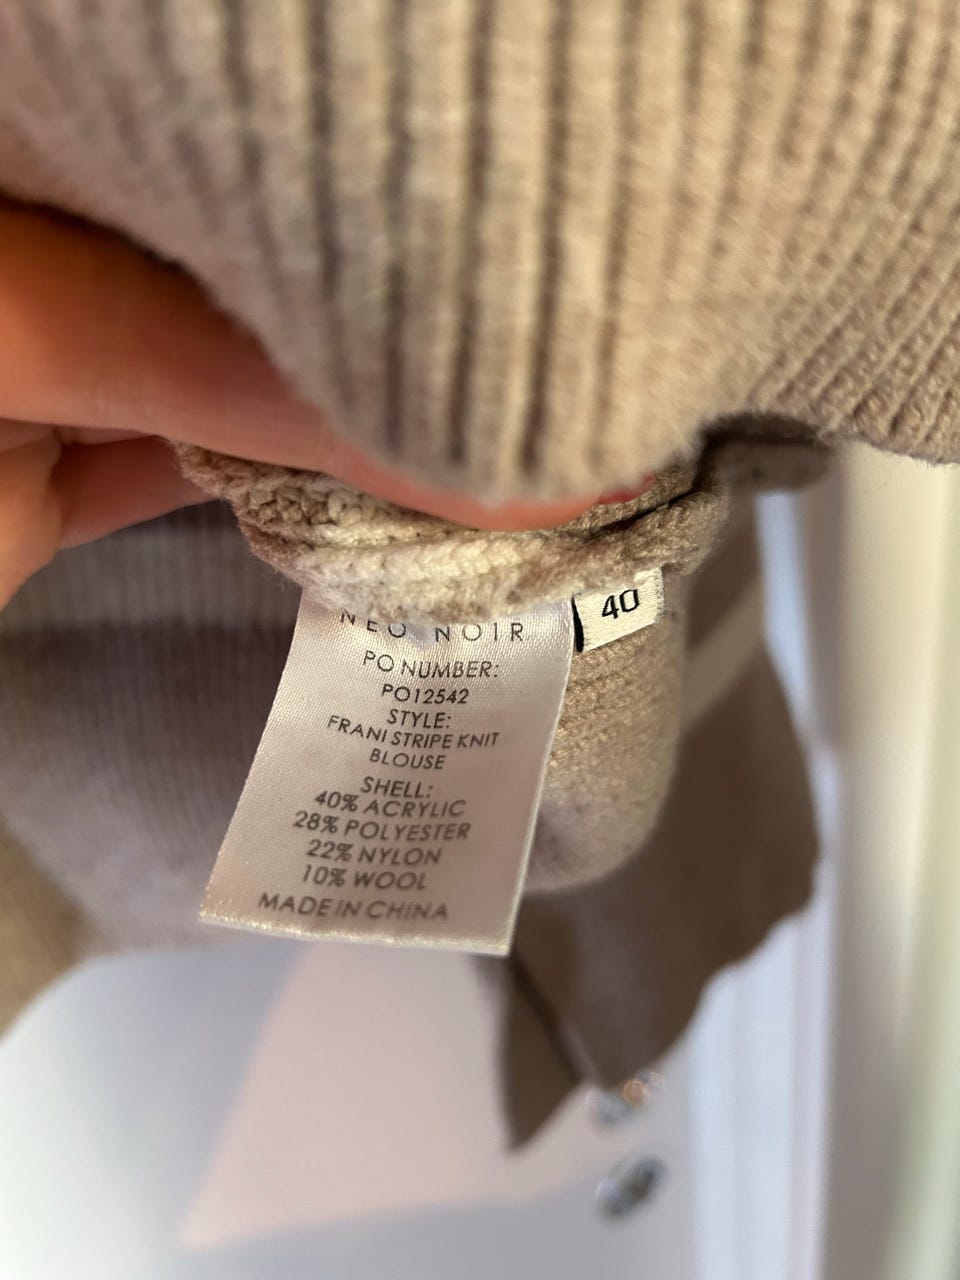 NEO NOIR
40
PO NUMBER:
PO12542
STYLE:
FRANI STRIPE KNIT
BLOUSE
SHELL:
40% ACRYLIC
28% POLYESTER
22% NYLON
10% WOOL
MADE IN CHINA